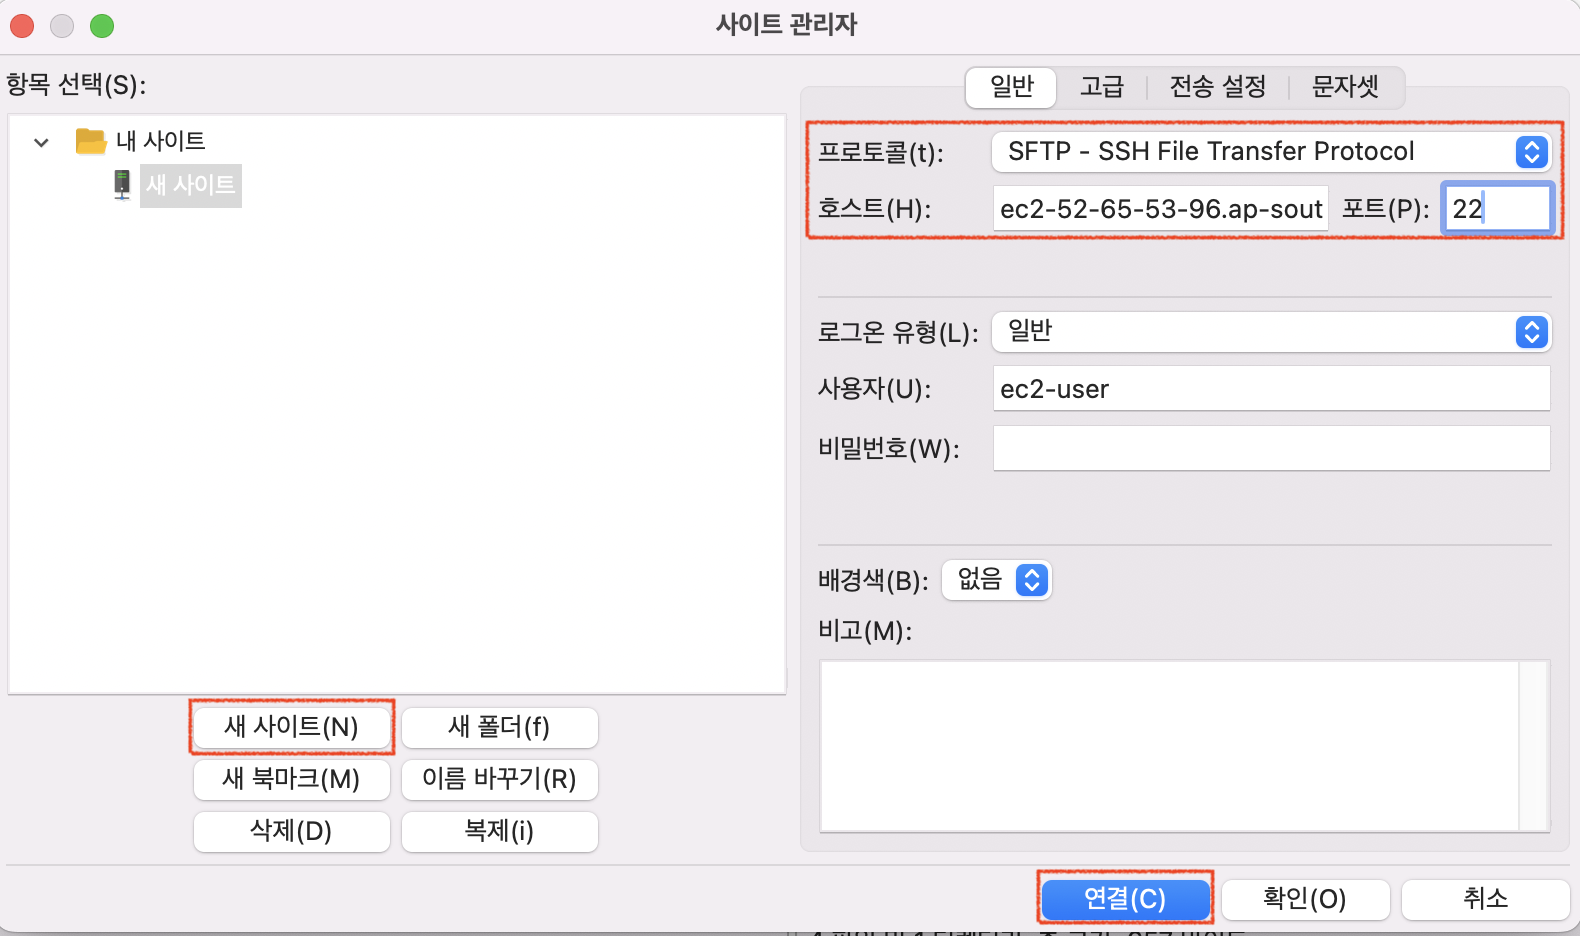 사이트 관리자
항목 선택(S):
내 사이트
새 사이트
새 사이트(N)
새 폴더(f)
새 북마크(M)
이름 바꾸기(R)
삭제(D)
복제(i)
일반
고급
전송 설정
문자셋
프로토콜(t):
SFTP - SSH File Transfer Protocol
호스트(H):
ec2-52-65-53-96.ap-sout
포트(P):
22
로그온 유형(L):
일반
사용자(U):
ec2-user
비밀번호(W):
배경색(B):
없음
비고(M):
연결(C)
확인(O)
취소